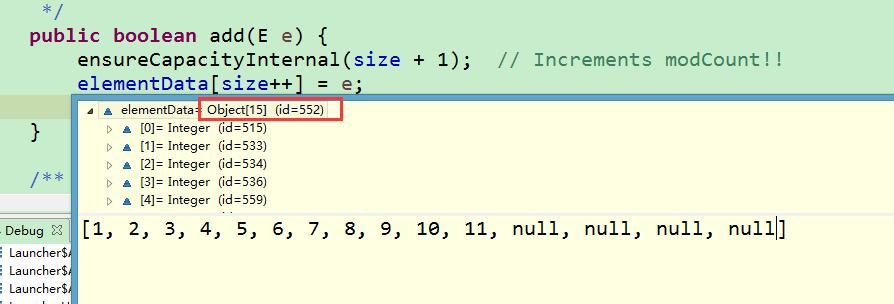 */
public boolean add(E e) {
ensureCapacityInternal(size + 1);  // Increments modCount!!
elementData[size++] = e;
elementData= Object[15] (id=552)
[0]= Integer (id=515)
[1]= Integer (id=533)
[2]= Integer (id=534)
[3]= Integer (id=536)
[4]= Integer (id=559)
}
/**
[1, 2, 3, 4, 5, 6, 7, 8, 9, 10, 11, null, null, null, null]
Debug
Launcher$A
Launcher$A
Launcher$A